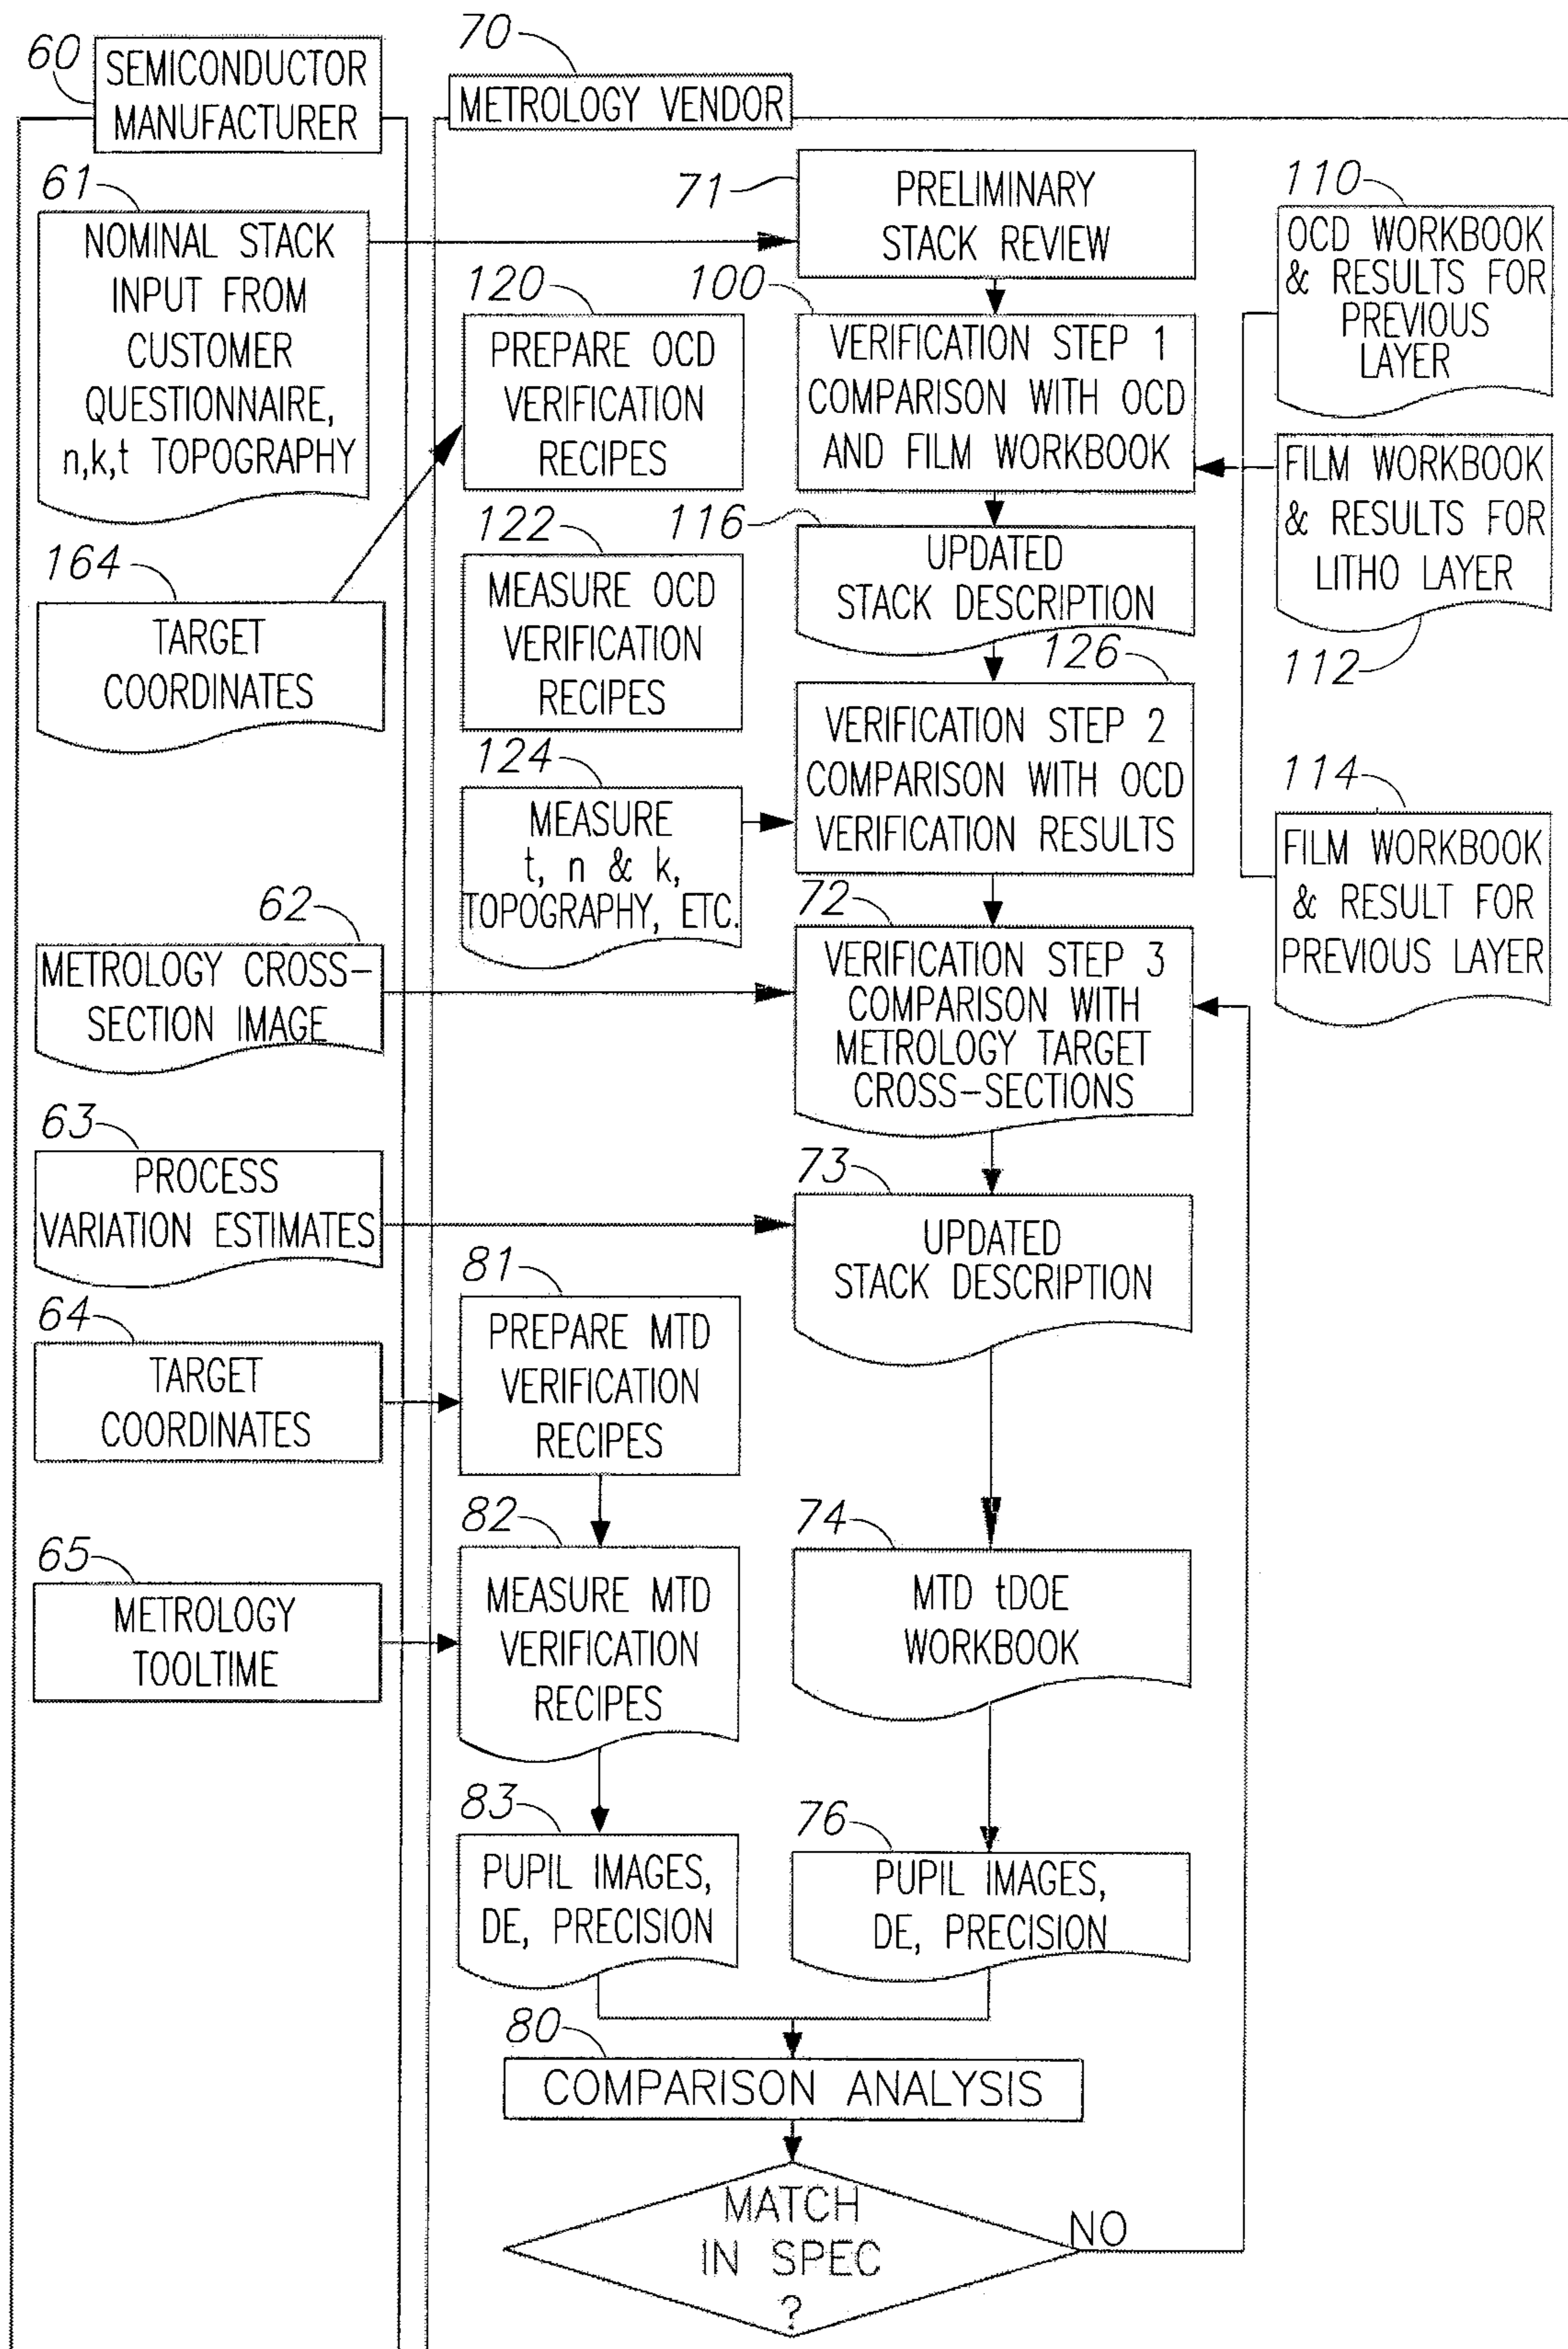 60
SEMICONDUCTOR
MANUFACTURER
70
METROLOGY VENDOR
61
NOMINAL STACK
INPUT FROM
CUSTOMER
QUESTIONNAIRE,
n,k,t TOPOGRAPHY
71
PRELIMINARY
STACK REVIEW
110
OCD WORKBOOK
& RESULTS FOR
PREVIOUS
LAYER
120
PREPARE OCD
VERIFICATION
RECIPES
100
VERIFICATION STEP 1
COMPARISON WITH OCD
AND FILM WORKBOOK
FILM WORKBOOK
& RESULTS FOR
LITHO LAYER
112
164
TARGET
COORDINATES
122
MEASURE OCD
VERIFICATION
RECIPES
116
UPDATED
STACK DESCRIPTION
126
VERIFICATION STEP 2
COMPARISON WITH OCD
VERIFICATION RESULTS
124
MEASURE
t, n & k,
TOPOGRAPHY, ETC.
114
FILM WORKBOOK
& RESULT FOR
PREVIOUS LAYER
62
METROLOGY CROSS-
SECTION IMAGE
72
VERIFICATION STEP 3
COMPARISON WITH
METROLOGY TARGET
CROSS-SECTIONS
63
PROCESS
VARIATION ESTIMATES
73
UPDATED
STACK DESCRIPTION
64
TARGET
COORDINATES
81
PREPARE MTD
VERIFICATION
RECIPES
65
METROLOGY
TOOLTIME
82
MEASURE MTD
VERIFICATION
RECIPES
74
MTD tDOE
WORKBOOK
83
PUPIL IMAGES,
DE, PRECISION
76
PUPIL IMAGES,
DE, PRECISION
80
COMPARISON ANALYSIS
MATCH
IN SPEC
?
NO